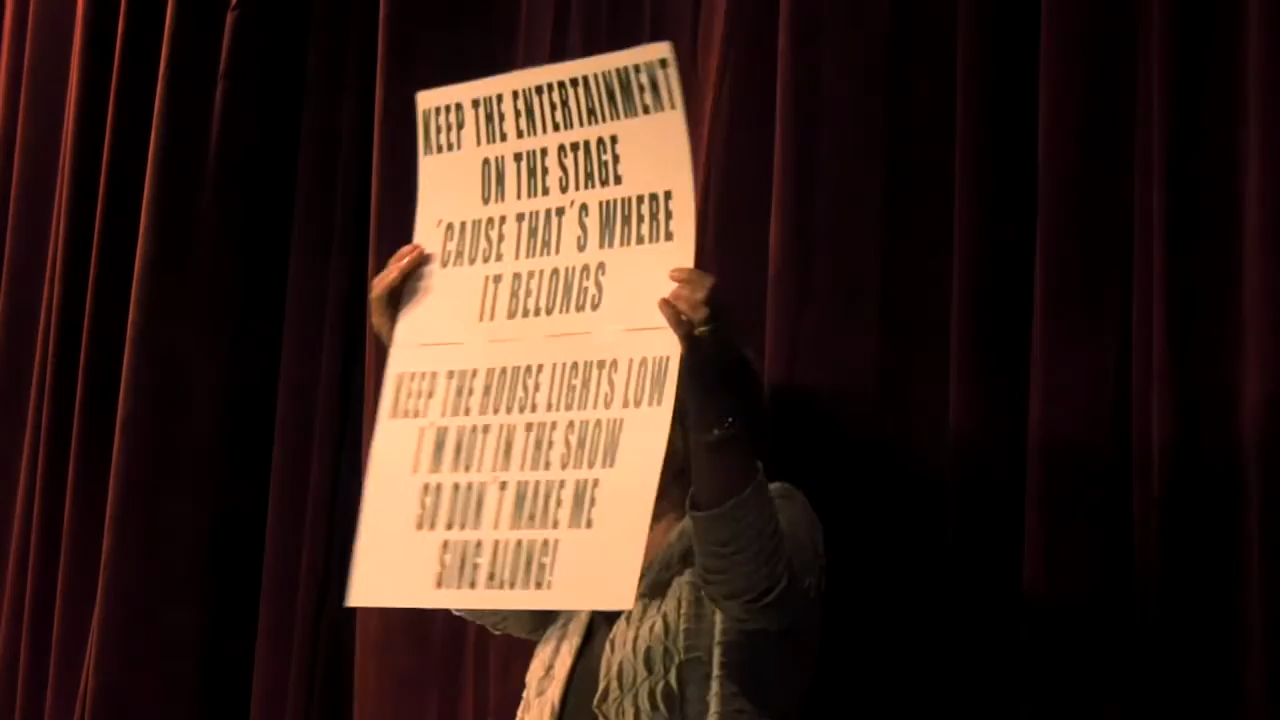 KEEP THE ENTERTAINMENT
ON THE STAGE
´CAUSE THAT´S WHERE
IT BELONGS
KEEP THE HOUSE LIGHTS LOW
I´M NOT IN THE SHOW
SO DON´T MAKE ME
SING ALONG!